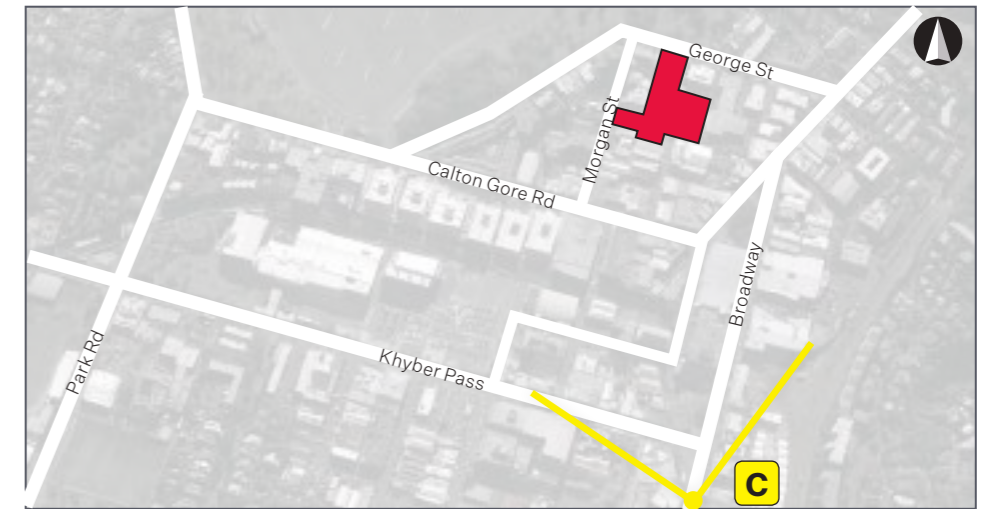 George St
Morgan St
Calton Gore Rd
Broadway
Park Rd
Khyber Pass
C